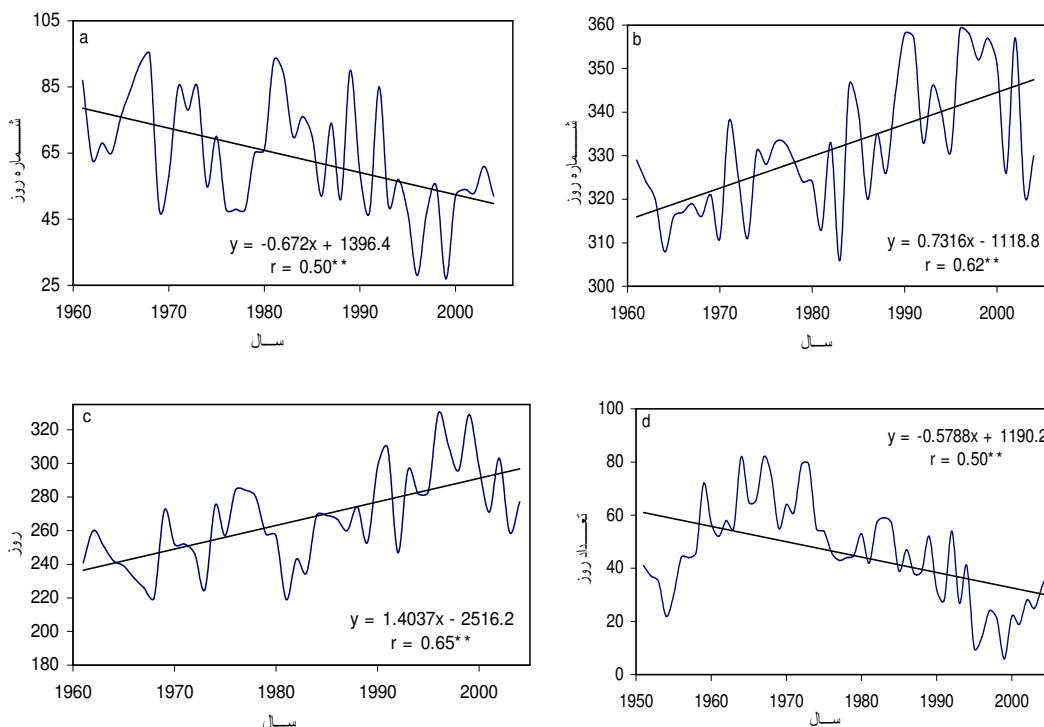 a
105
85
65
45
25
شماره روز
y = -0.672x + 1396.4
r = 0.50**
1960 1970 1980 1990 2000
سال
b
360
350
340
330
320
310
300
شماره روز
y = 0.7316x - 1118.8
r = 0.62**
1960 1970 1980 1990 2000
سال
c
320
300
280
260
240
220
200
180
روز
y = 1.4037x - 2516.2
r = 0.65**
1960 1970 1980 1990 2000
سال
d
100
80
60
40
20
0
تعداد روز
y = -0.5788x + 1190.2
r = 0.50**
1950 1960 1970 1980 1990 2000
سال